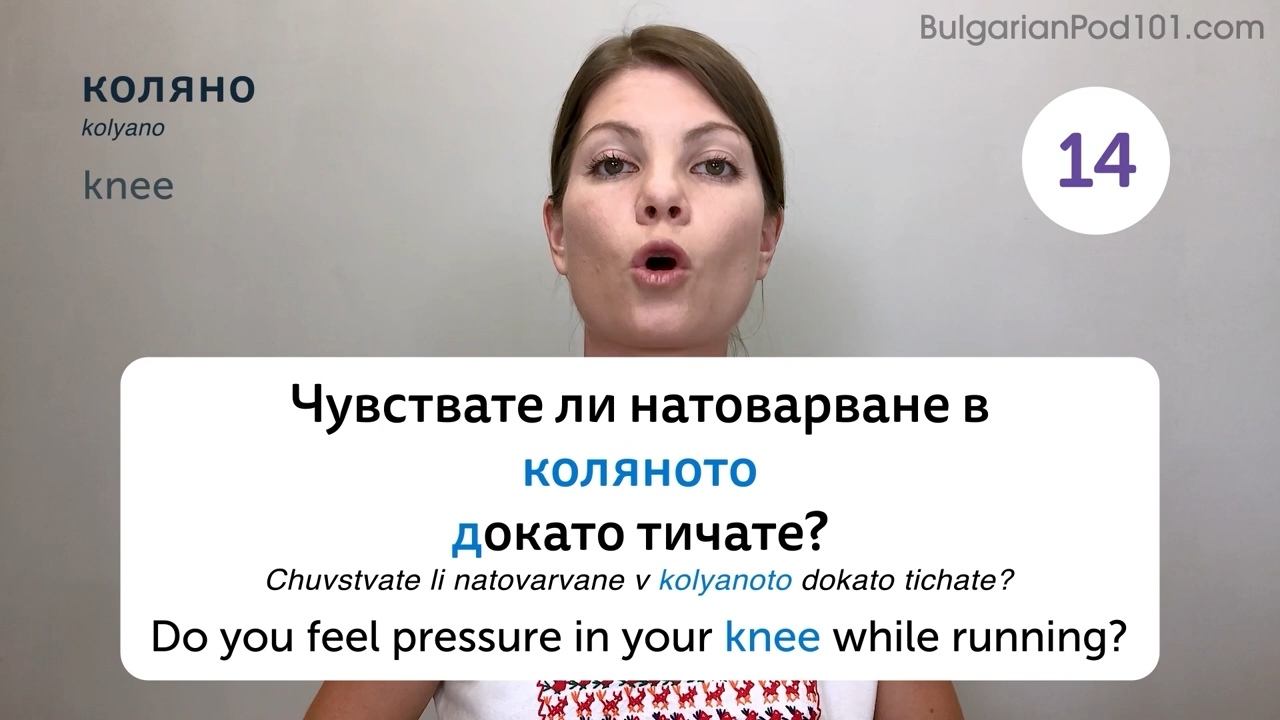 BulgarianPod101.com
коляно
kolyano
knee
14
Чувствате ли натоварване в
коляното
докато тичате?
Chuvstvate li natovarvane v kolyanoto dokato tichate?
Do you feel pressure in your knee while running?